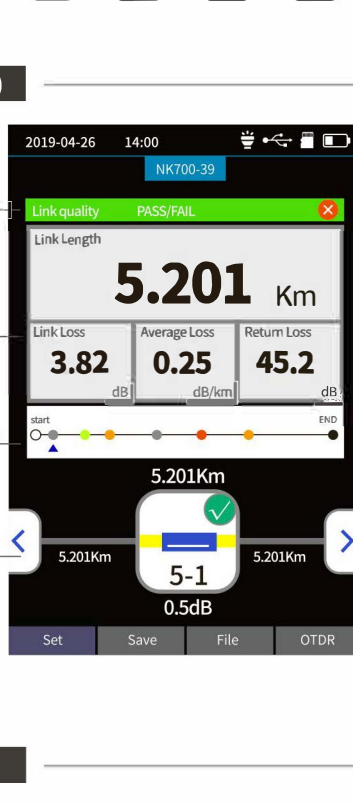 2019-04-26 14:00
NK700-39
Link quality PASS/FAIL
Link Length
5.201 Km
Link Loss Average Loss Return Loss
3.82 0.25 45.2
dB dB/km dB
start END
5.201Km
5.201Km 5-1 5.201Km
0.5dB
Set Save File OTDR